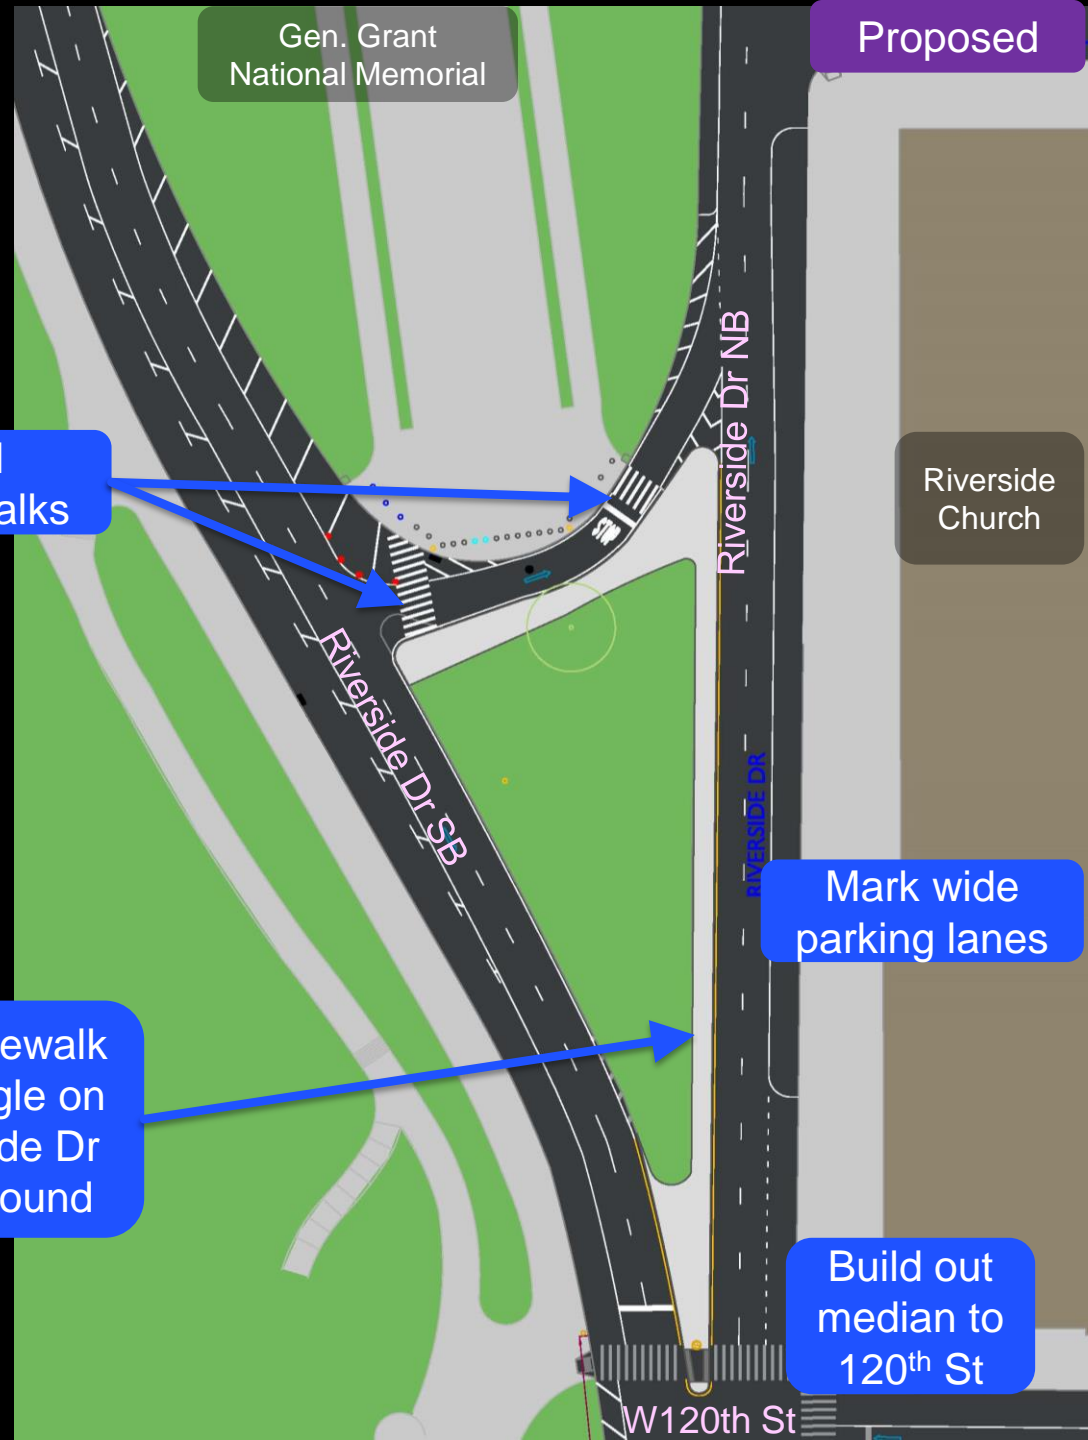 Gen. Grant
National Memorial
Proposed
Riverside Dr NB
Riverside
Church
alks
STOP
Riverside Dr SB
RIVERSIDE DR
Mark wide
parking lanes
ewalk
gle on
de Dr
ound
Build out
median to
120th St
W120th St